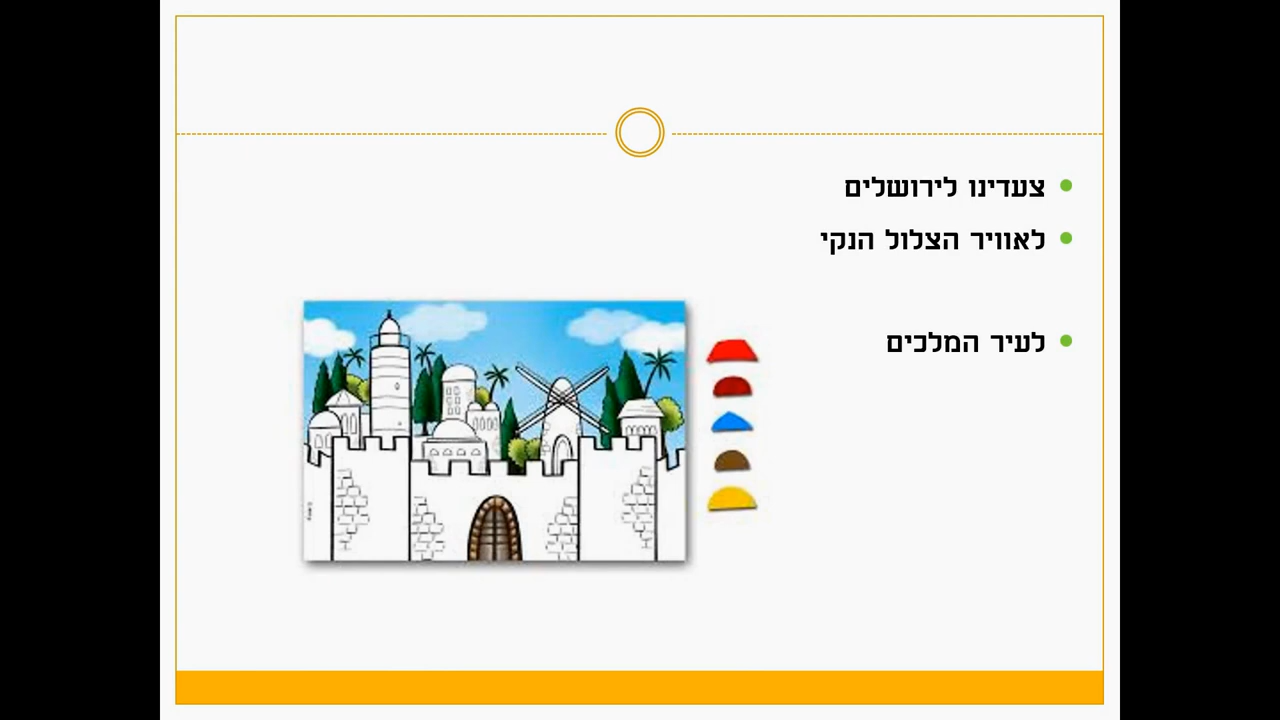 צעדינו לירושלים
לאוויר הצלול הנקי
לעיר המלכים